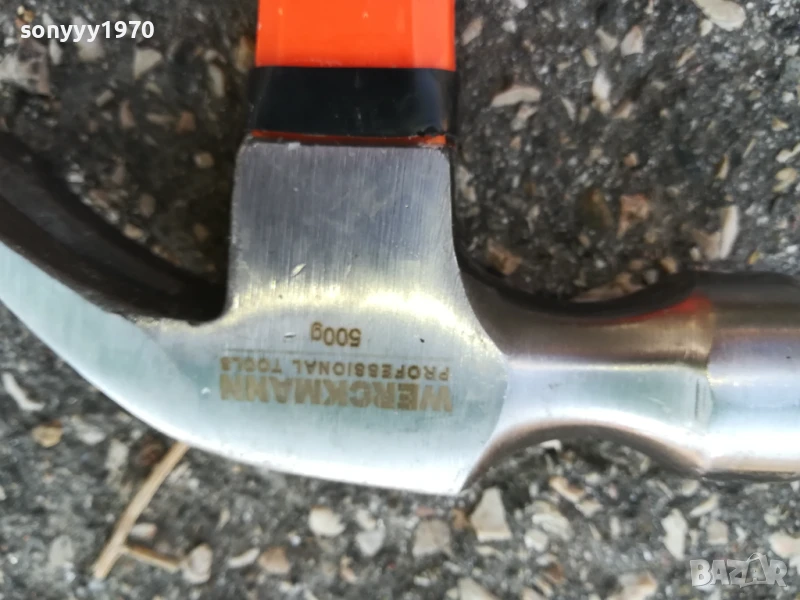 sonyyy1970
WERCKMANN
PROFESSIONAL TOOLS
500g
BAZAR